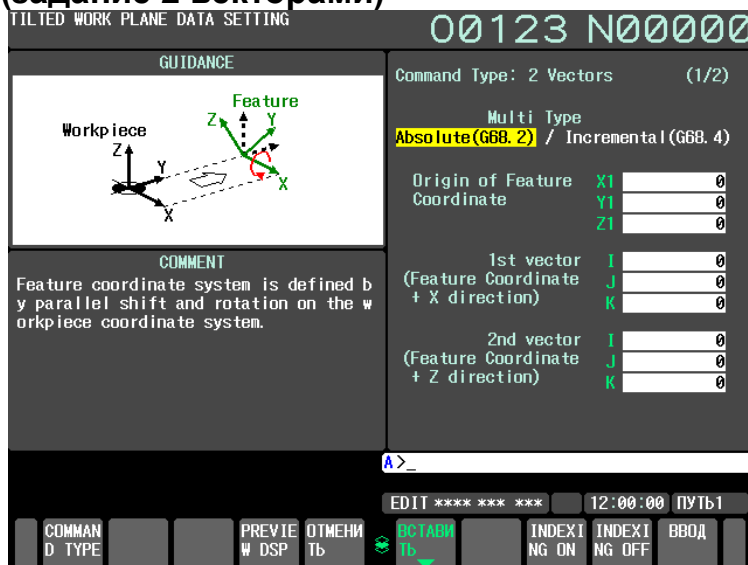 (задание 2 векторами)
TILTED WORK PLANE DATA SETTING
O0123 N00000
GUIDANCE
Feature
Z
Y
X
Workpiece
Z
Y
X
COMMENT
Feature coordinate system is defined b
y parallel shift and rotation on the w
orkpiece coordinate system.
Command Type: 2 Vectors (1/2)
Multi Type
Absolute(G68.2) / Incremental(G68.4)
Origin of Feature X1 0
Coordinate Y1 0
Z1 0
1st vector I 0
(Feature Coordinate J 0
+ X direction) K 0
2nd vector I 0
(Feature Coordinate J 0
+ Z direction) K 0
A>_
EDIT **** *** *** 12:00:00 ПУТЬ1
COMMAN
D TYPE
PREVIE
W DSP
ОТМЕНИ
ТЬ
ВСТАВИ
ТЬ
INDEXI
NG ON
INDEXI
NG OFF
ВВОД